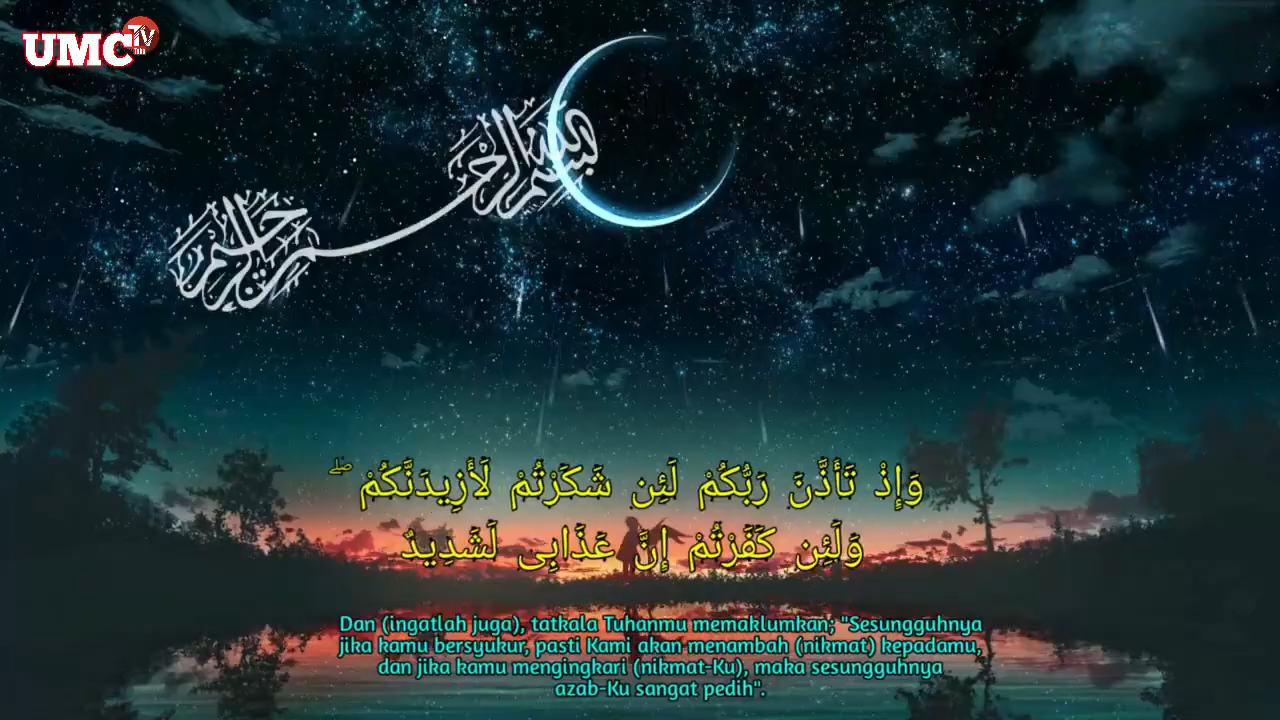 UMC TV
بسم الله الرحمن الرحيم
وَإِذْ تَأَذَّنَ رَبُّكُمْ لَئِن شَكَرْتُمْ لَأَزِيدَنَّكُمْ ۖ
وَلَئِن كَفَرْتُمْ إِنَّ عَذَابِى لَشَدِيدٌ
Dan (ingatlah juga), tatkala Tuhanmu memaklumkan; "Sesungguhnya
jika kamu bersyukur, pasti Kami akan menambah (nikmat) kepadamu,
dan jika kamu mengingkari (nikmat-Ku), maka sesungguhnya
azab-Ku sangat pedih".